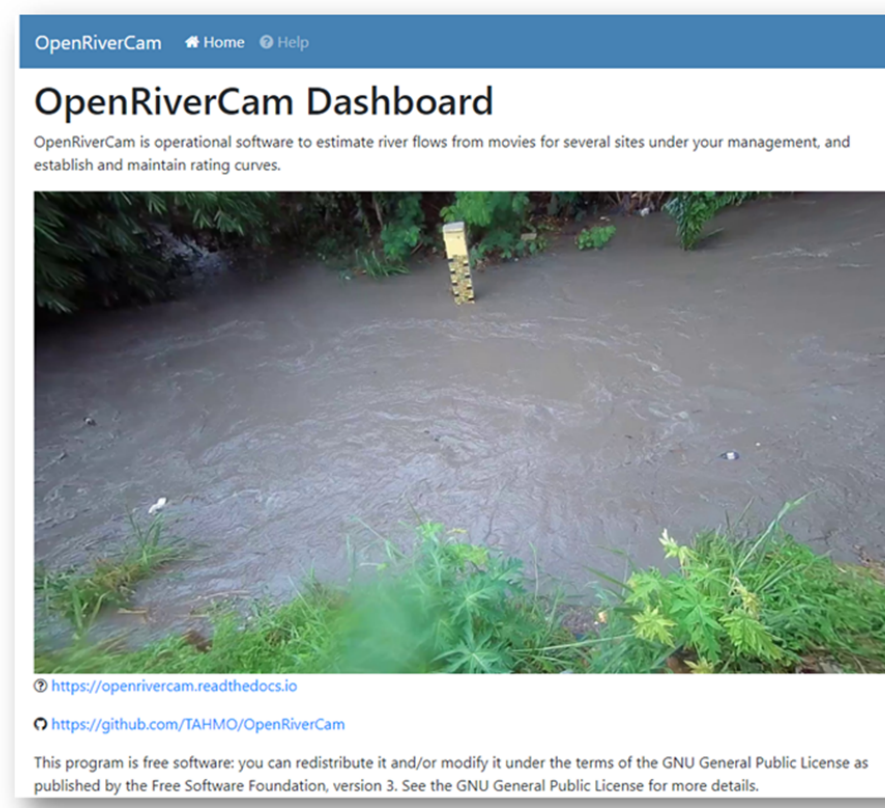 OpenRiverCam Home Help
OpenRiverCam Dashboard
OpenRiverCam is operational software to estimate river flows from movies for several sites under your management, and
establish and maintain rating curves.
https://openrivercam.readthedocs.io
https://github.com/TAHMO/OpenRiverCam
This program is free software: you can redistribute it and/or modify it under the terms of the GNU General Public License as
published by the Free Software Foundation, version 3. See the GNU General Public License for more details.